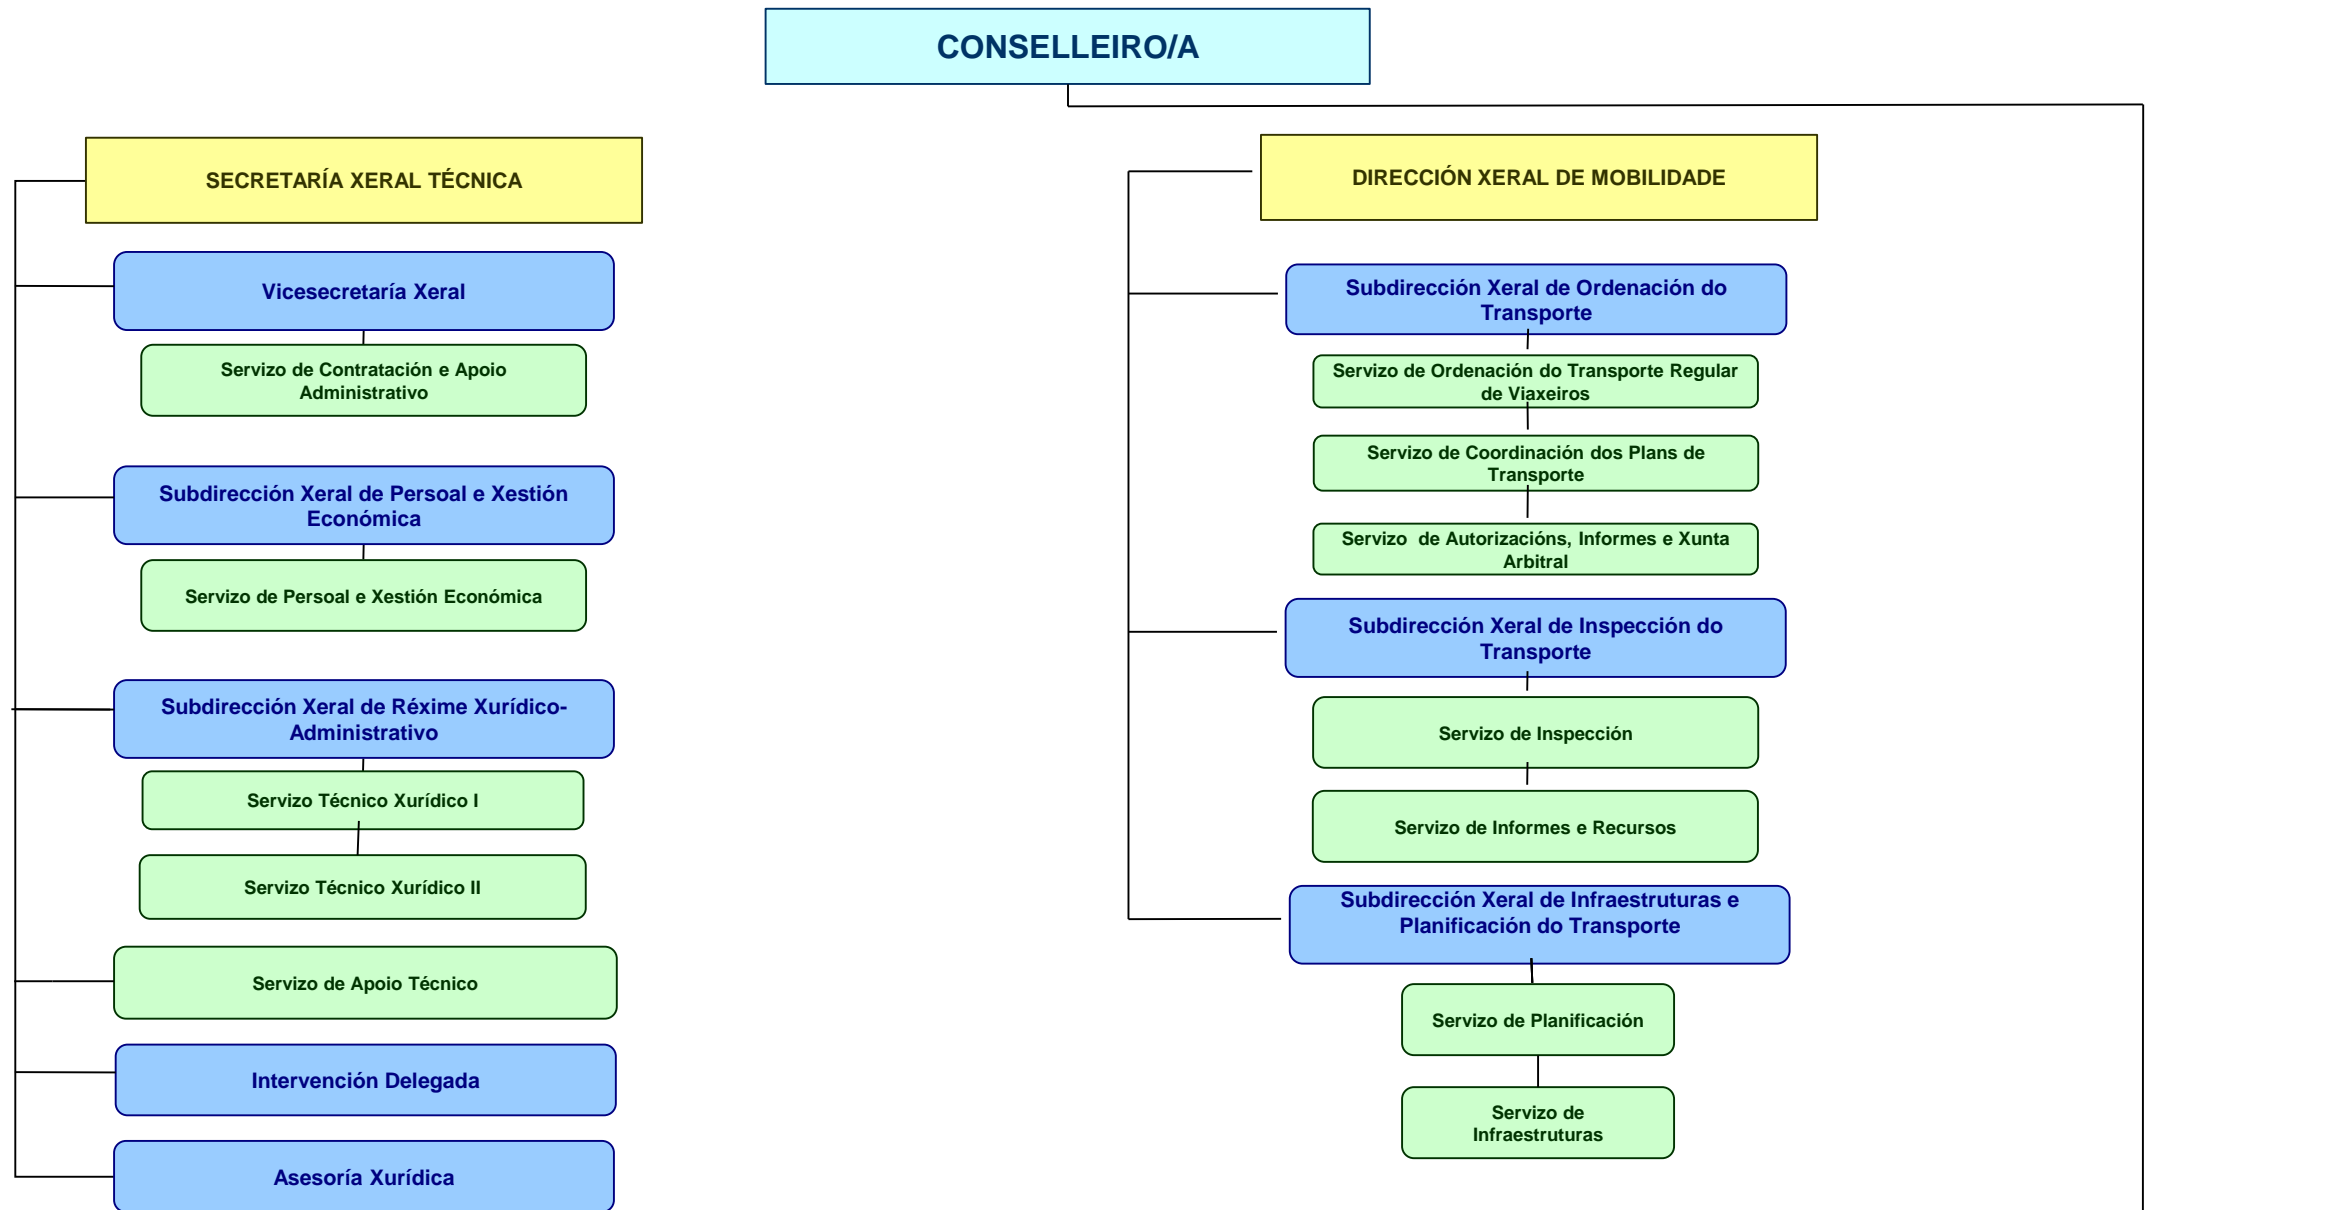 CONSELLEIRO/A
SECRETARÍA XERAL TÉCNICA
Vicesecretaría Xeral
Servizo de Contratación e Apoio
Administrativo
Subdirección Xeral de Persoal e Xestión
Económica
Servizo de Persoal e Xestión Económica
Subdirección Xeral de Réxime Xurídico-
Administrativo
Servizo Técnico Xurídico I
Servizo Técnico Xurídico II
Servizo de Apoio Técnico
Intervención Delegada
Asesoría Xurídica
DIRECCIÓN XERAL DE MOBILIDADE
Subdirección Xeral de Ordenación do
Transporte
Servizo de Ordenación do Transporte Regular
de Viaxeiros
Servizo de Coordinación dos Plans de
Transporte
Servizo  de Autorizacións, Informes e Xunta
Arbitral
Subdirección Xeral de Inspección do
Transporte
Servizo de Inspección
Servizo de Informes e Recursos
Subdirección Xeral de Infraestruturas e
Planificación do Transporte
Servizo de Planificación
Servizo de
Infraestruturas